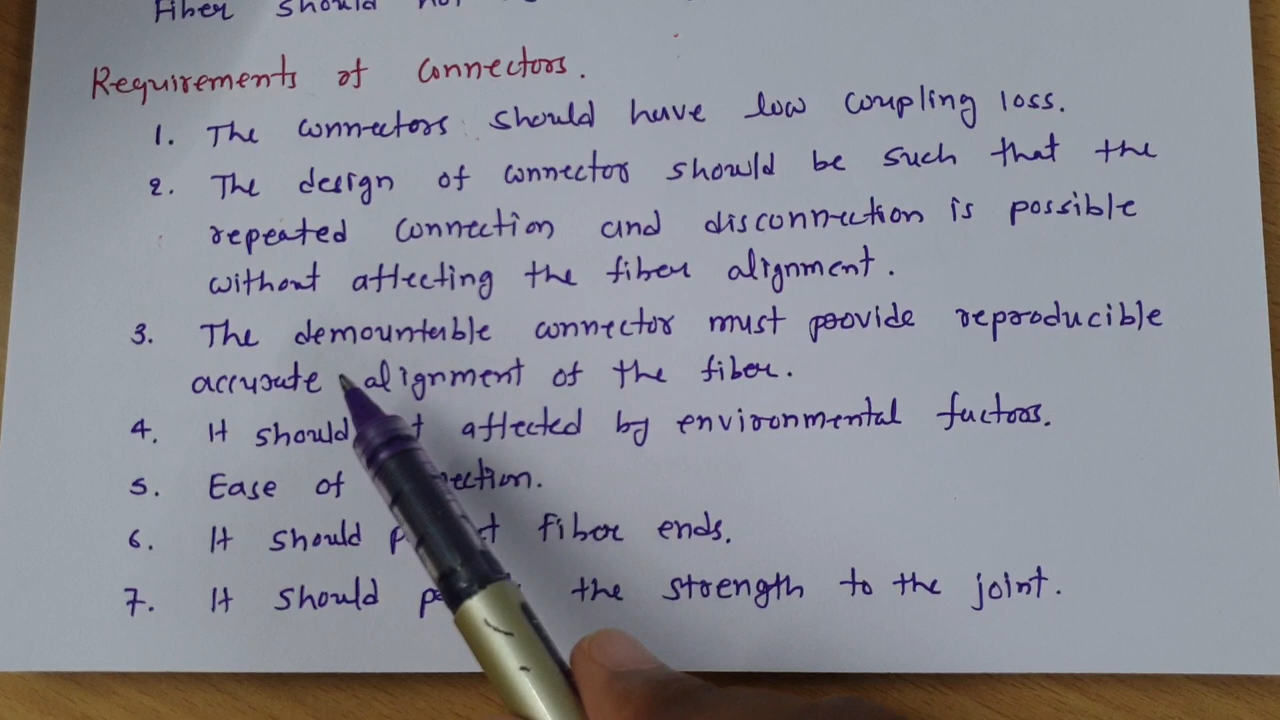 Fiber should not
Requirements of connectors.
1. The connectors should have low coupling loss.
2. The design of connector should be such that the
repeated connection and disconnection is possible
without affecting the fiber alignment.
3. The demountable connector must provide reproducible
accurate alignment of the fiber.
4. It should affected by environmental factors.
5. Ease of
6. It should fiber ends.
7. It should the strength to the joint.